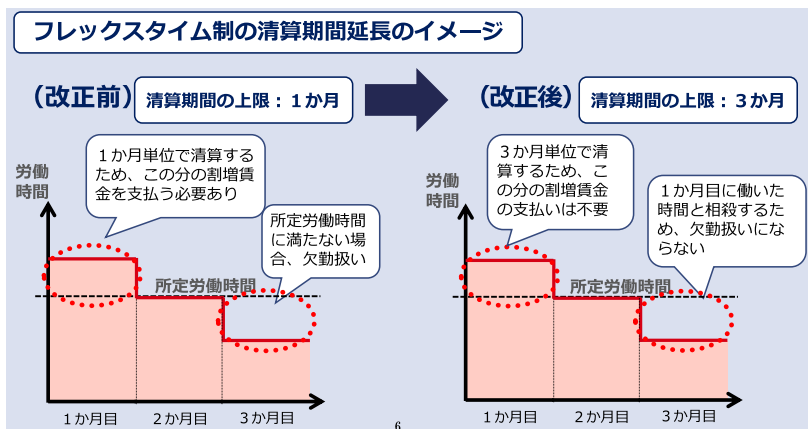 フレックスタイム制の清算期間延長のイメージ
（改正前）
清算期間の上限：１か月
（改正後）
清算期間の上限：３か月
１か月単位で清算する
ため、この分の割増賃
金を支払う必要あり
労働
時間
所定労働時間
に満たない場
合、欠勤扱い
所定労働時間
１か月目
２か月目
３か月目
３か月単位で清
算するため、こ
の分の割増賃金
の支払いは不要
労働
時間
１か月目に働いた
時間と相殺するた
め、欠勤扱いにな
らない
所定労働時間
１か月目
２か月目
３か月目
6